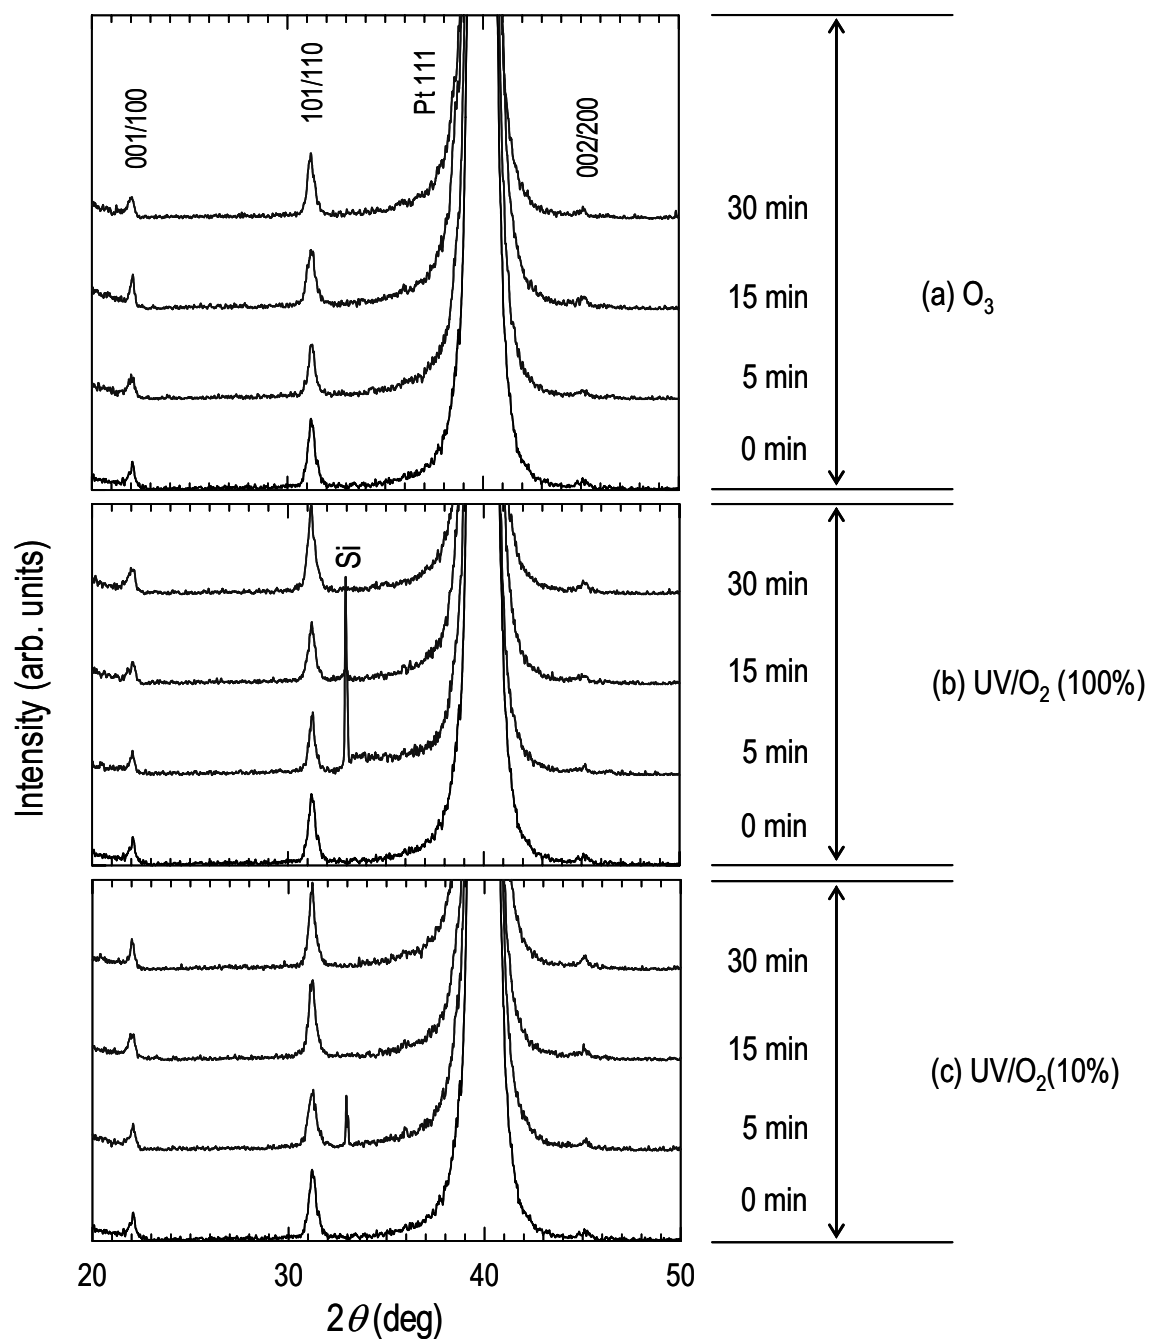 001/100
101/110
Pt 111
002/200
30 min
15 min
(a) O₃
5 min
0 min
Si
30 min
15 min
(b) UV/O₂ (100%)
5 min
0 min
30 min
15 min
(c) UV/O₂(10%)
5 min
0 min
Intensity (arb. units)
20 30 40 50
2θ (deg)